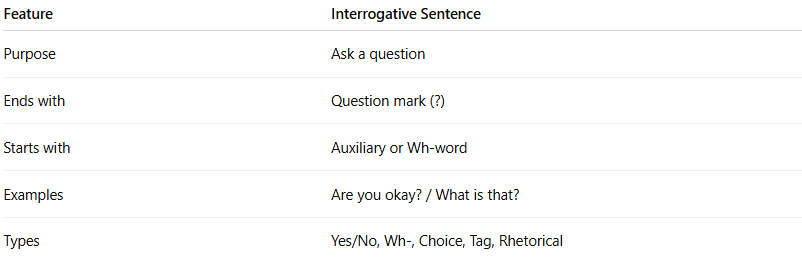 Feature Interrogative Sentence
Purpose Ask a question
Ends with Question mark (?)
Starts with Auxiliary or Wh-word
Examples Are you okay? / What is that?
Types Yes/No, Wh-, Choice, Tag, Rhetorical